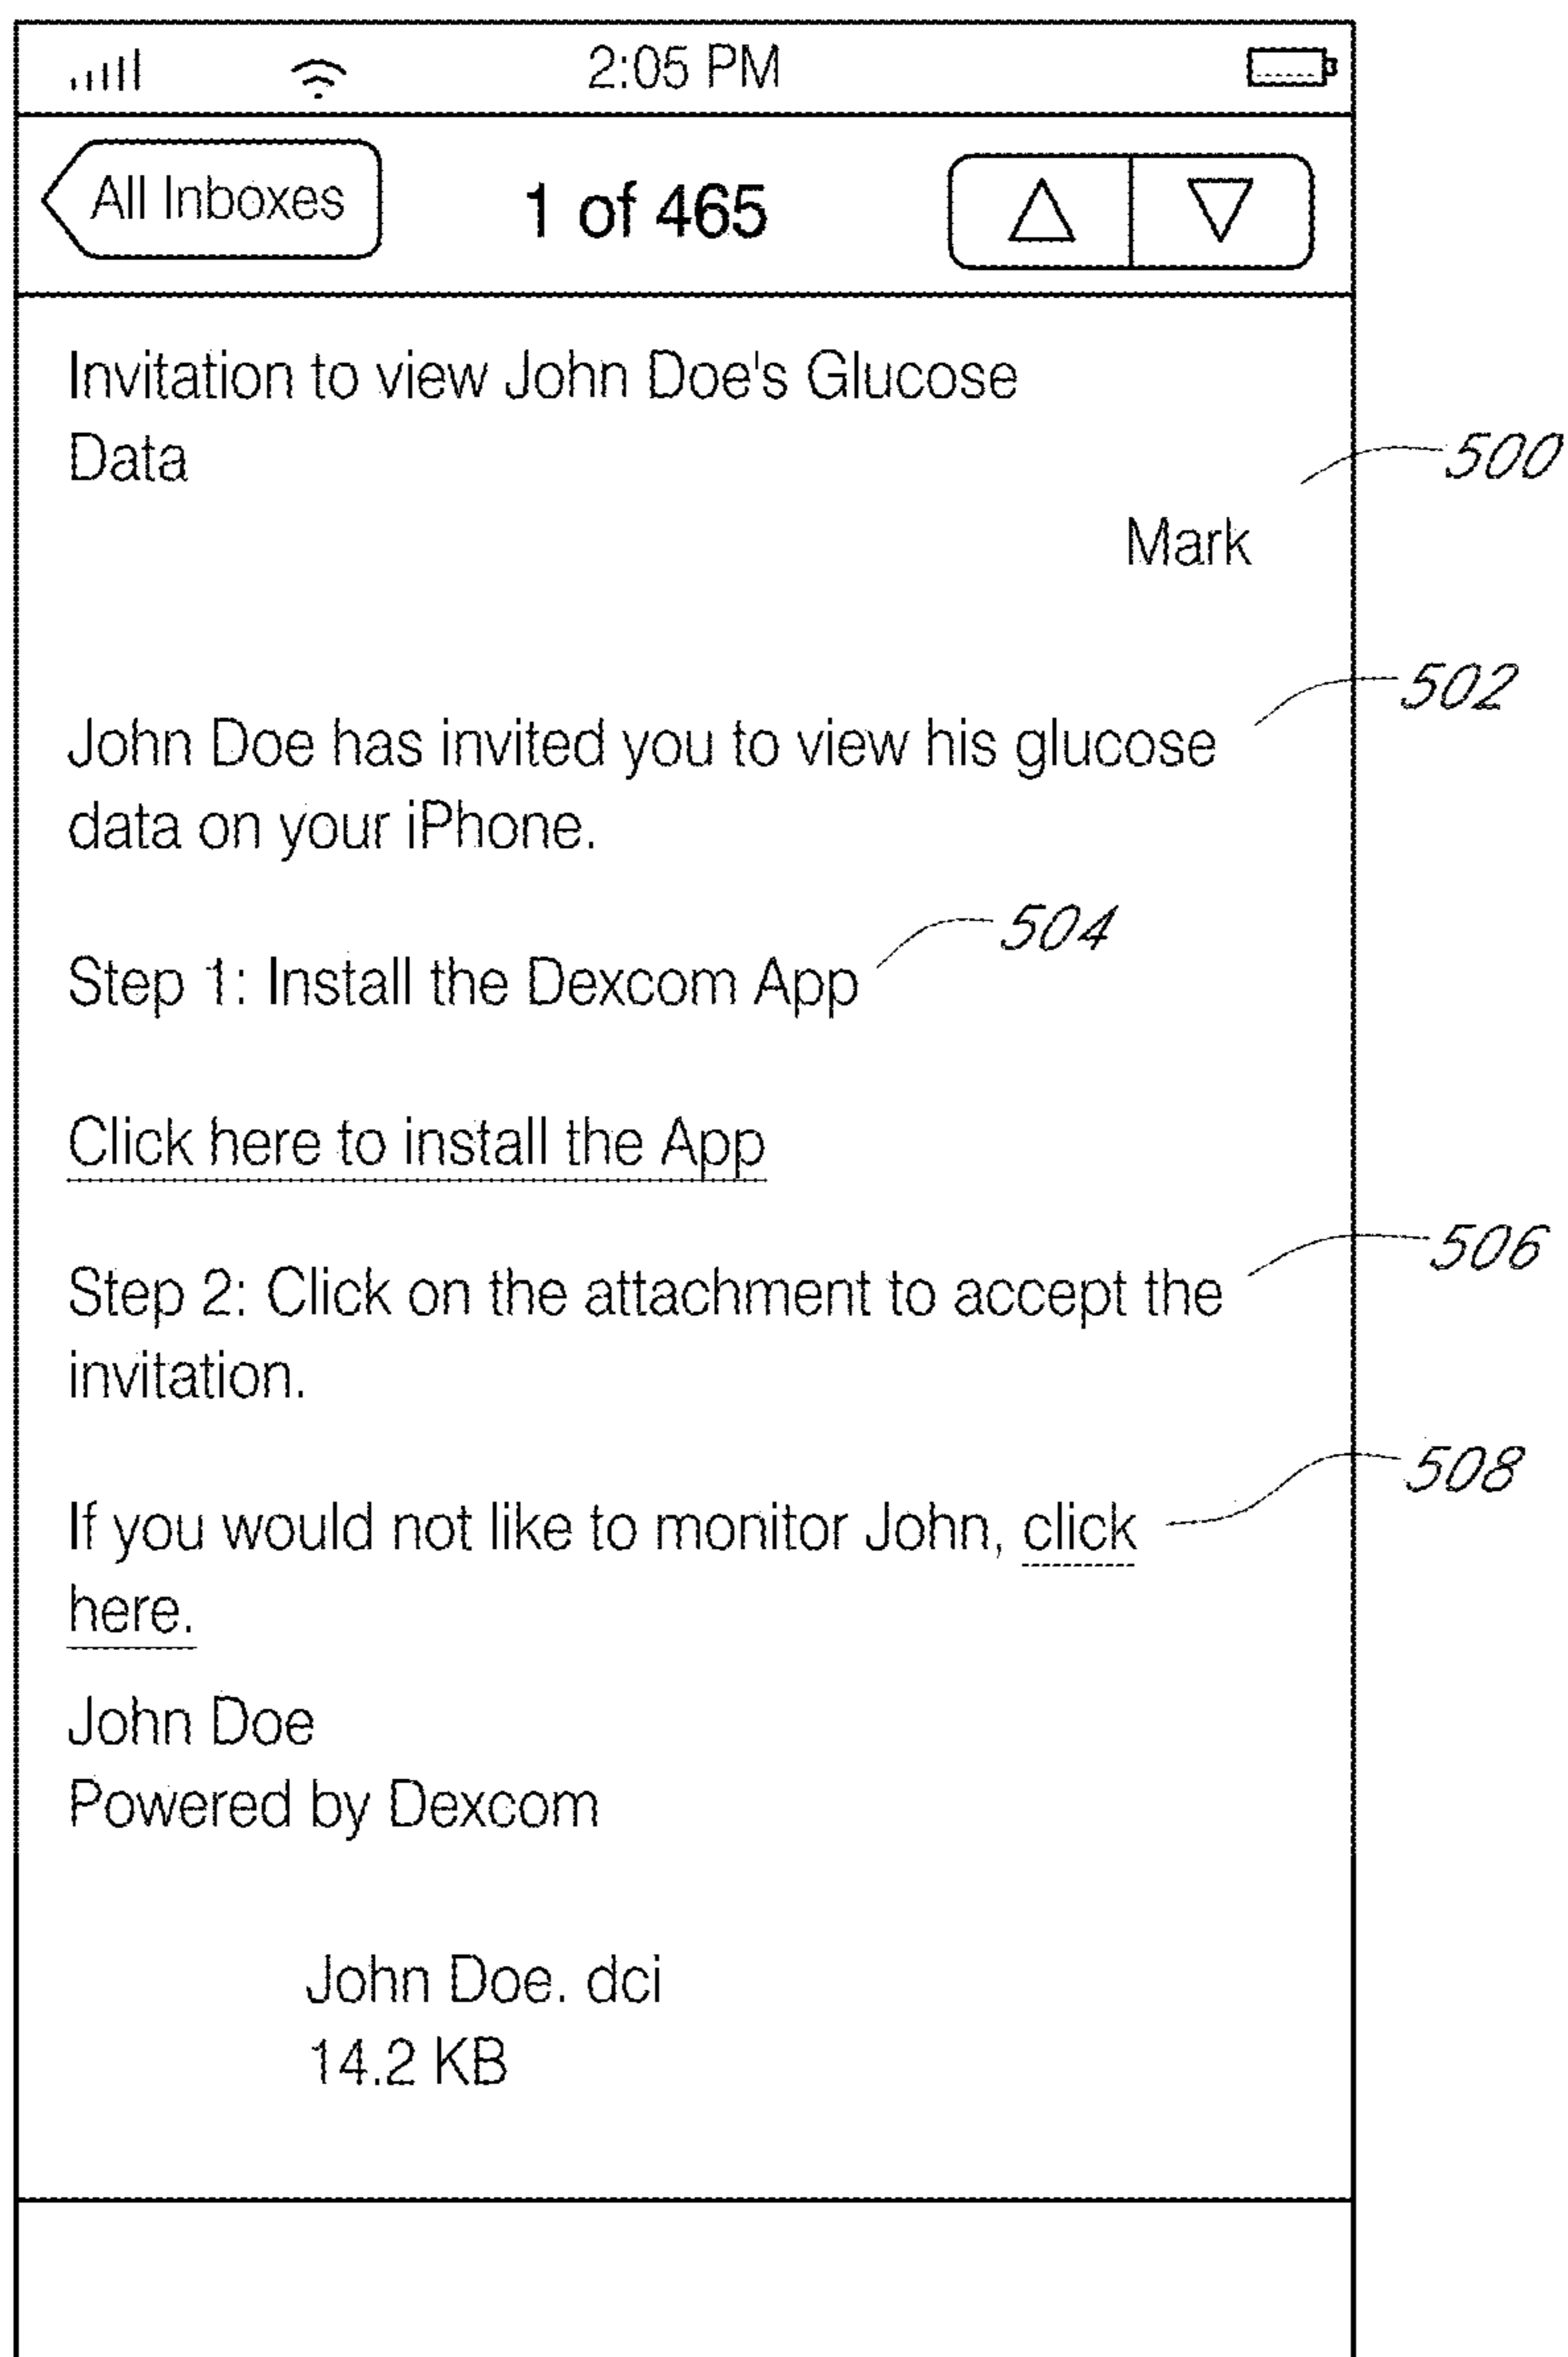 2:05 PM
All Inboxes
1 of 465
Invitation to view John Doe's Glucose
Data
500
Mark
502
John Doe has invited you to view his glucose
data on your iPhone.
504
Step 1: Install the Dexcom App
Click here to install the App
506
Step 2: Click on the attachment to accept the
invitation.
508
If you would not like to monitor John, click
here.
John Doe
Powered by Dexcom
John Doe. dci
14.2 KB